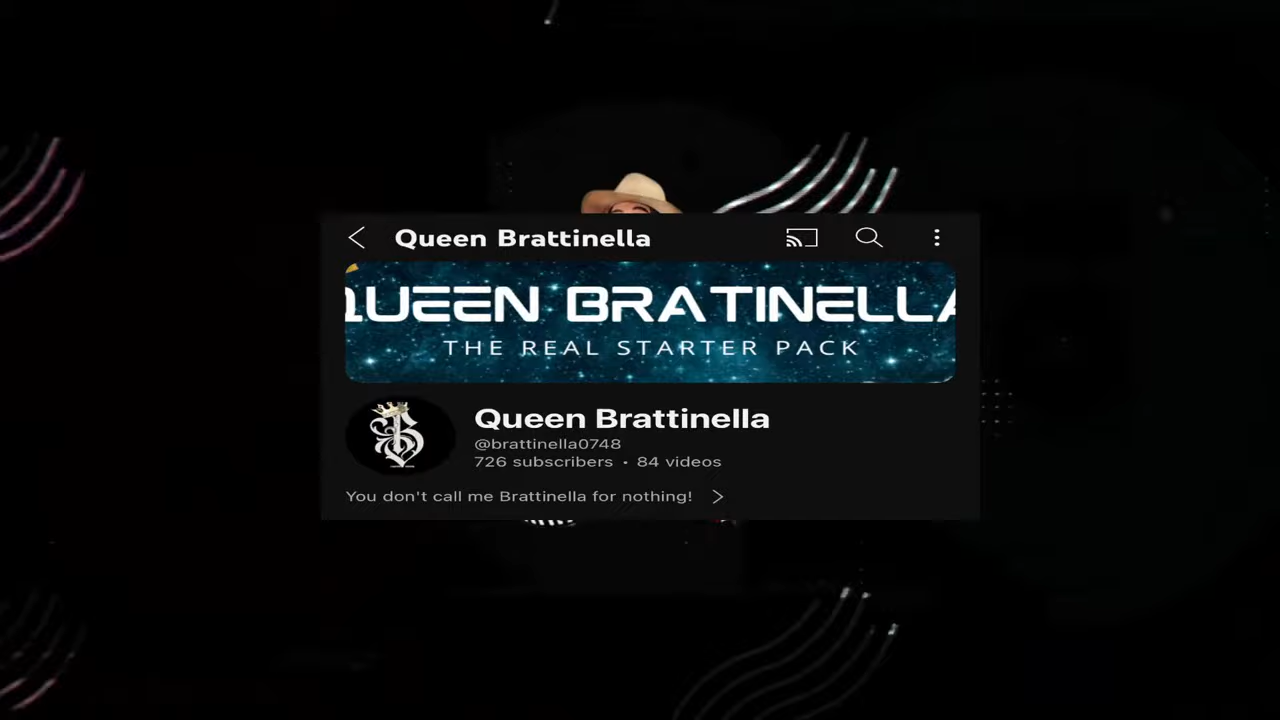 Queen Brattinella
QUEEN BRATINELLA
THE REAL STARTER PACK
Queen Brattinella
@brattinella0748
726 subscribers • 84 videos
You don't call me Brattinella for nothing!